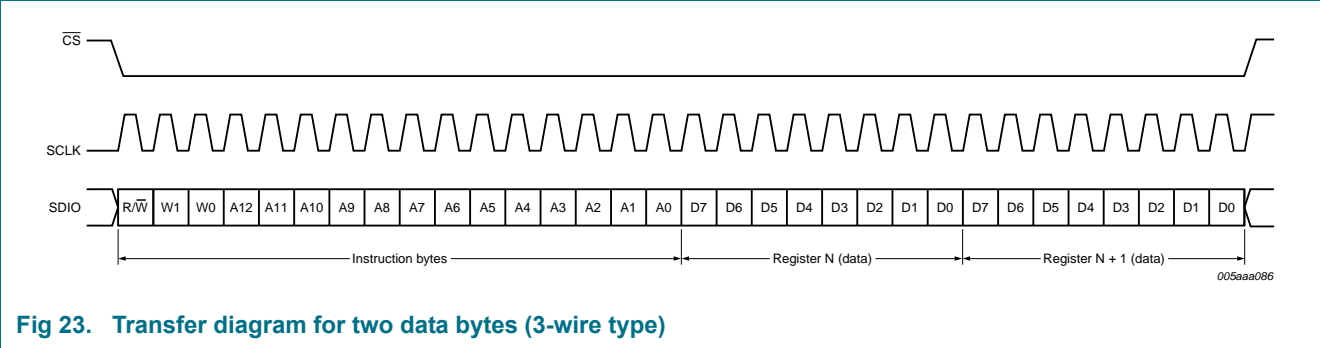 CS
SCLK
SDIO R/W W1 W0 A12 A11 A10 A9 A8 A7 A6 A5 A4 A3 A2 A1 A0 D7 D6 D5 D4 D3 D2 D1 D0 D7 D6 D5 D4 D3 D2 D1 D0
Instruction bytes Register N (data) Register N + 1 (data)
005aaa086
Fig 23. Transfer diagram for two data bytes (3-wire type)